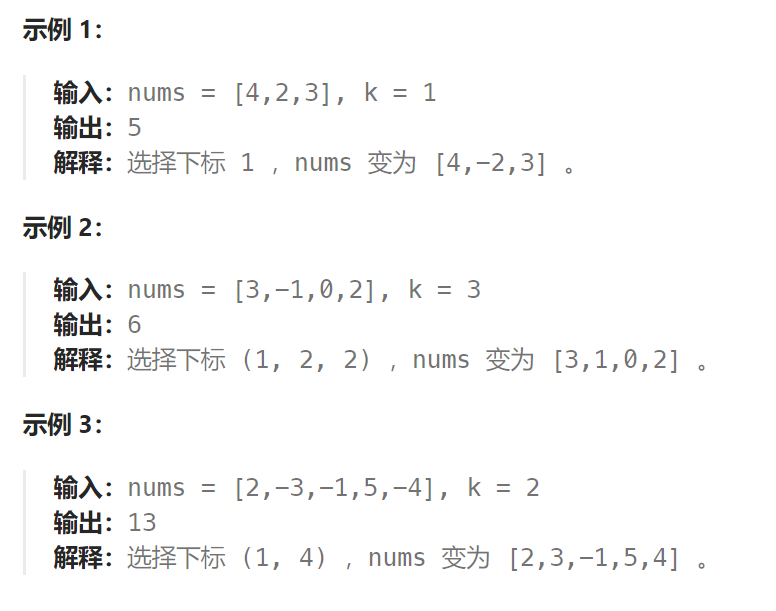 示例 1：
输入：nums = [4,2,3], k = 1
输出：5
解释：选择下标 1 ，nums 变为 [4,-2,3] 。
示例 2：
输入：nums = [3,-1,0,2], k = 3
输出：6
解释：选择下标 (1, 2, 2) ，nums 变为 [3,1,0,2] 。
示例 3：
输入：nums = [2,-3,-1,5,-4], k = 2
输出：13
解释：选择下标 (1, 4) ，nums 变为 [2,3,-1,5,4] 。